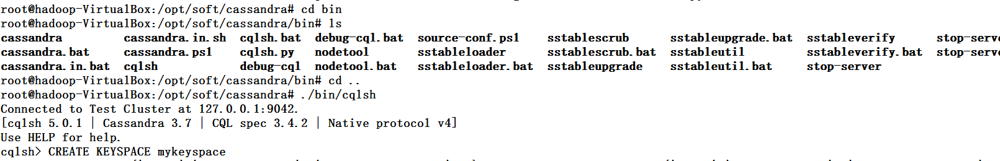 root@hadoop-VirtualBox:/opt/soft/cassandra# cd bin
root@hadoop-VirtualBox:/opt/soft/cassandra/bin# ls
cassandra cassandra.in.sh cqlsh.bat debug-cql.bat source-conf.ps1 sstablescrub sstableupgrade.bat sstableverify stop-serve
cassandra.bat cassandra.ps1 cqlsh.py nodetool sstableloader sstablescrub.bat sstableutil sstableverify.bat stop-serve
cassandra.in.bat cqlsh debug-cql nodetool.bat sstableloader.bat sstableupgrade sstableutil.bat stop-server
root@hadoop-VirtualBox:/opt/soft/cassandra/bin# cd ..
root@hadoop-VirtualBox:/opt/soft/cassandra# ./bin/cqlsh
Connected to Test Cluster at 127.0.0.1:9042.
[cqlsh 5.0.1 | Cassandra 3.7 | CQL spec 3.4.2 | Native protocol v4]
Use HELP for help.
cqlsh> CREATE KEYSPACE mykeyspace